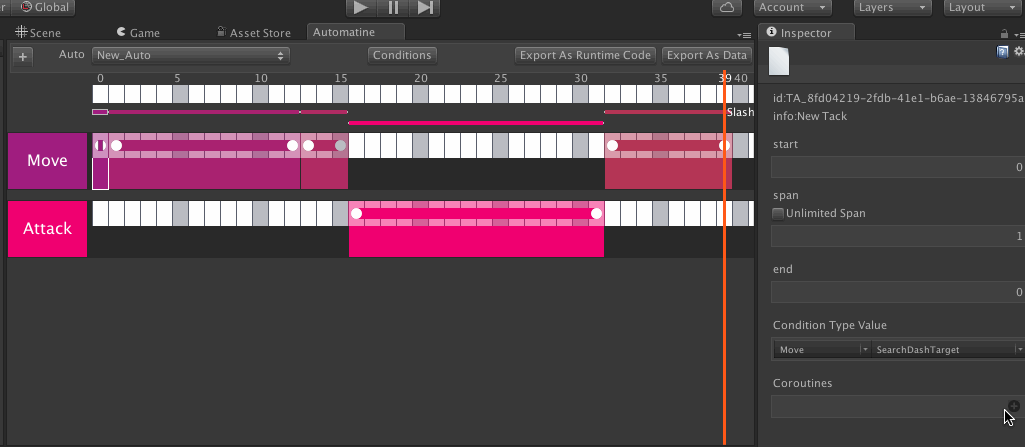 Global
Account
Layers
Layout
Scene
Game
Asset Store
Automatine
Inspector
Auto
New_Auto
Conditions
Export As Runtime Code
Export As Data
0 5 10 15 20 25 30 35 39 40
Slash
Move
Attack
id:TA_8fd04219-2fdb-41e1-b6ae-13846795a
info:New Tack
start
0
span
Unlimited Span
1
end
0
Condition Type Value
Move
SearchDashTarget
Coroutines